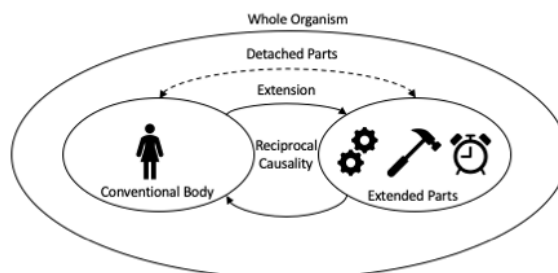 Whole Organism
Detached Parts
Extension
Reciprocal
Causality
Conventional Body
Extended Parts